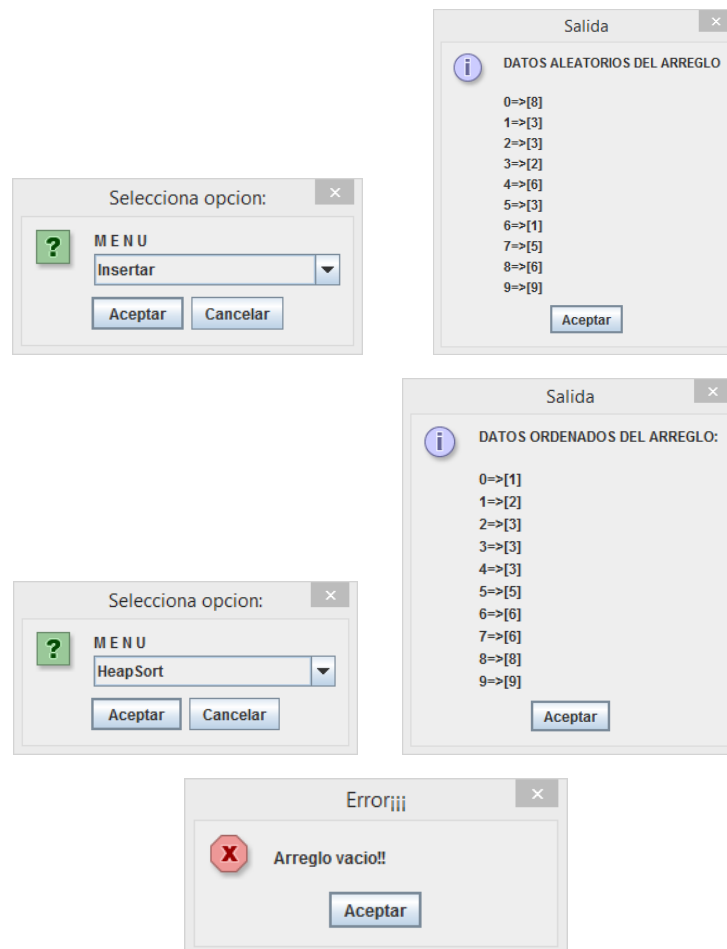 Selecciona opcion:
M E N U
Insertar
Aceptar
Cancelar
Salida
DATOS ALEATORIOS DEL ARREGLO
0=>[8]
1=>[3]
2=>[3]
3=>[2]
4=>[6]
5=>[3]
6=>[1]
7=>[5]
8=>[6]
9=>[9]
Aceptar
Selecciona opcion:
M E N U
HeapSort
Aceptar
Cancelar
Salida
DATOS ORDENADOS DEL ARREGLO:
0=>[1]
1=>[2]
2=>[3]
3=>[3]
4=>[3]
5=>[5]
6=>[6]
7=>[6]
8=>[8]
9=>[9]
Aceptar
Error¡¡¡
Arreglo vacio!!
Aceptar